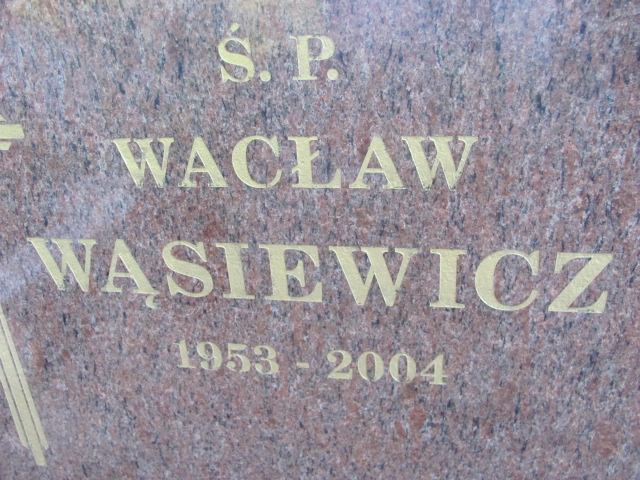 Ś. P.
WACŁAW
WĄSIEWICZ
1953 - 2004